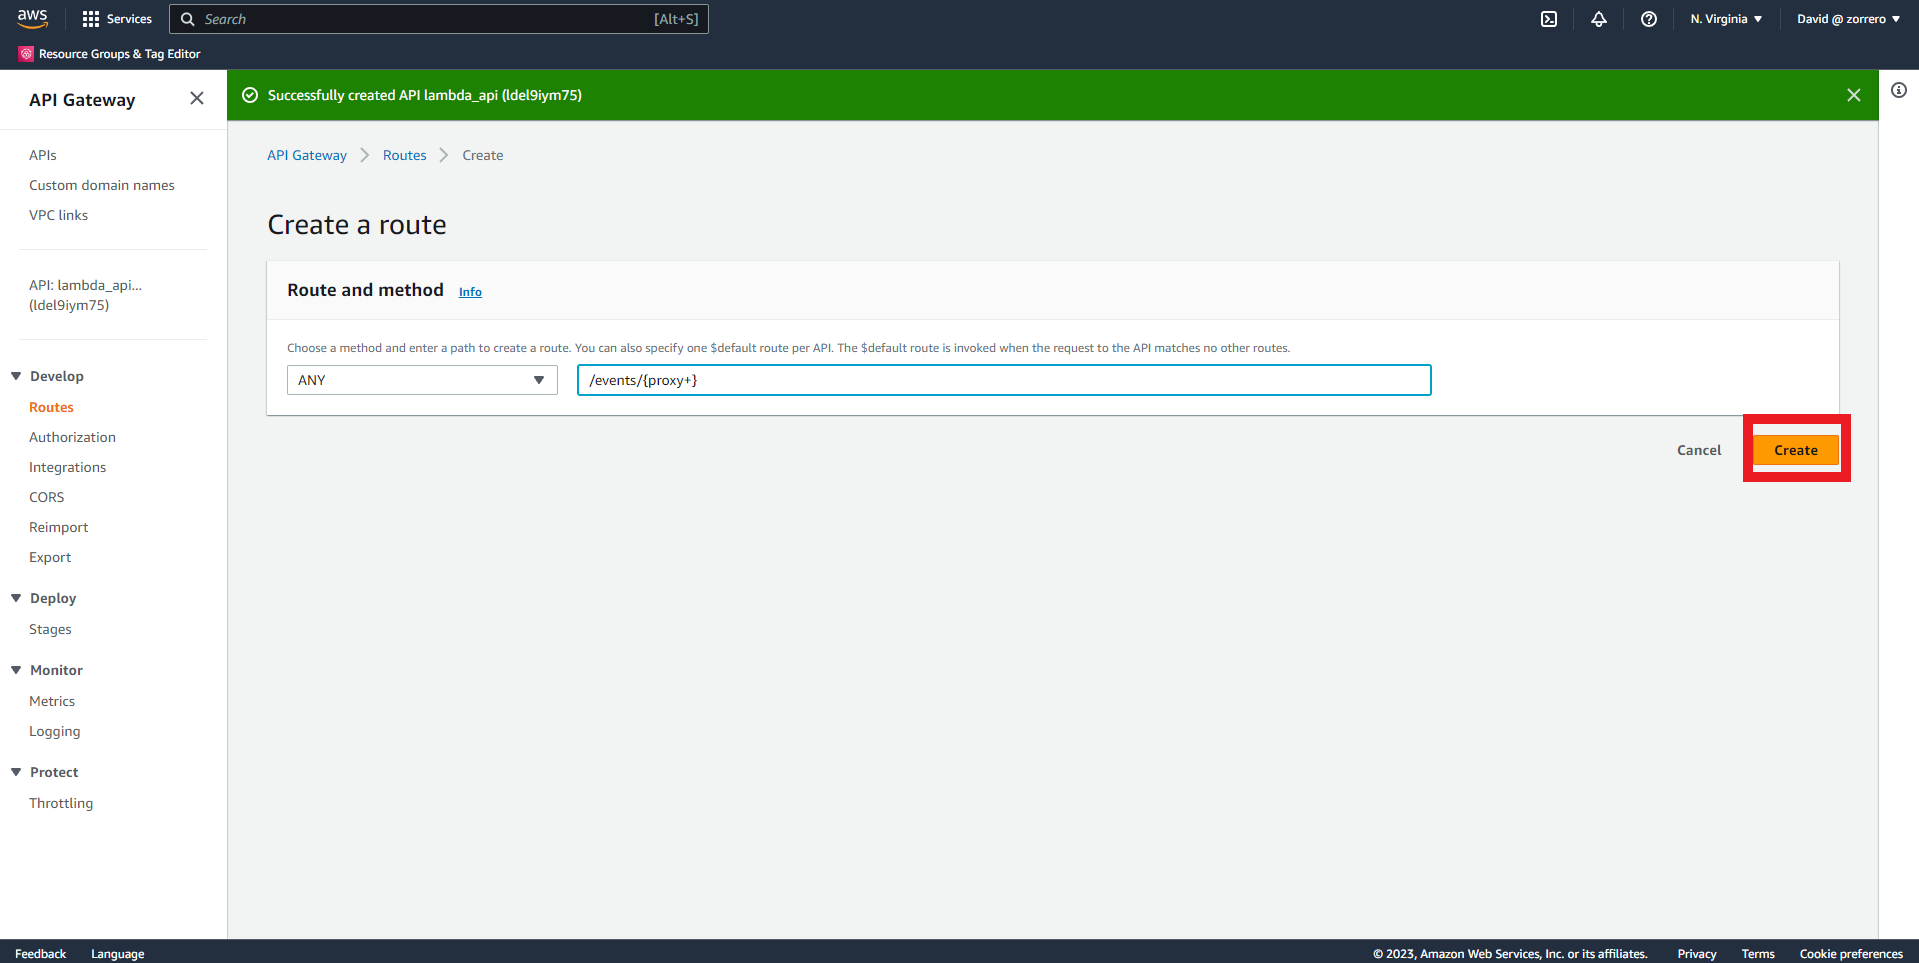 aws Services Search [Alt+S] N. Virginia David @ zorrero
Resource Groups & Tag Editor
API Gateway
Successfully created API lambda_api (ldel9iym75)
APIs
Custom domain names
VPC links
API: lambda_api...
(ldel9iym75)
Develop
Routes
Authorization
Integrations
CORS
Reimport
Export
Deploy
Stages
Monitor
Metrics
Logging
Protect
Throttling
API Gateway Routes Create
Create a route
Route and method Info
Choose a method and enter a path to create a route. You can also specify one $default route per API. The $default route is invoked when the request to the API matches no other routes.
ANY /events/{proxy+}
Cancel Create
Feedback Language © 2023, Amazon Web Services, Inc. or its affiliates. Privacy Terms Cookie preferences